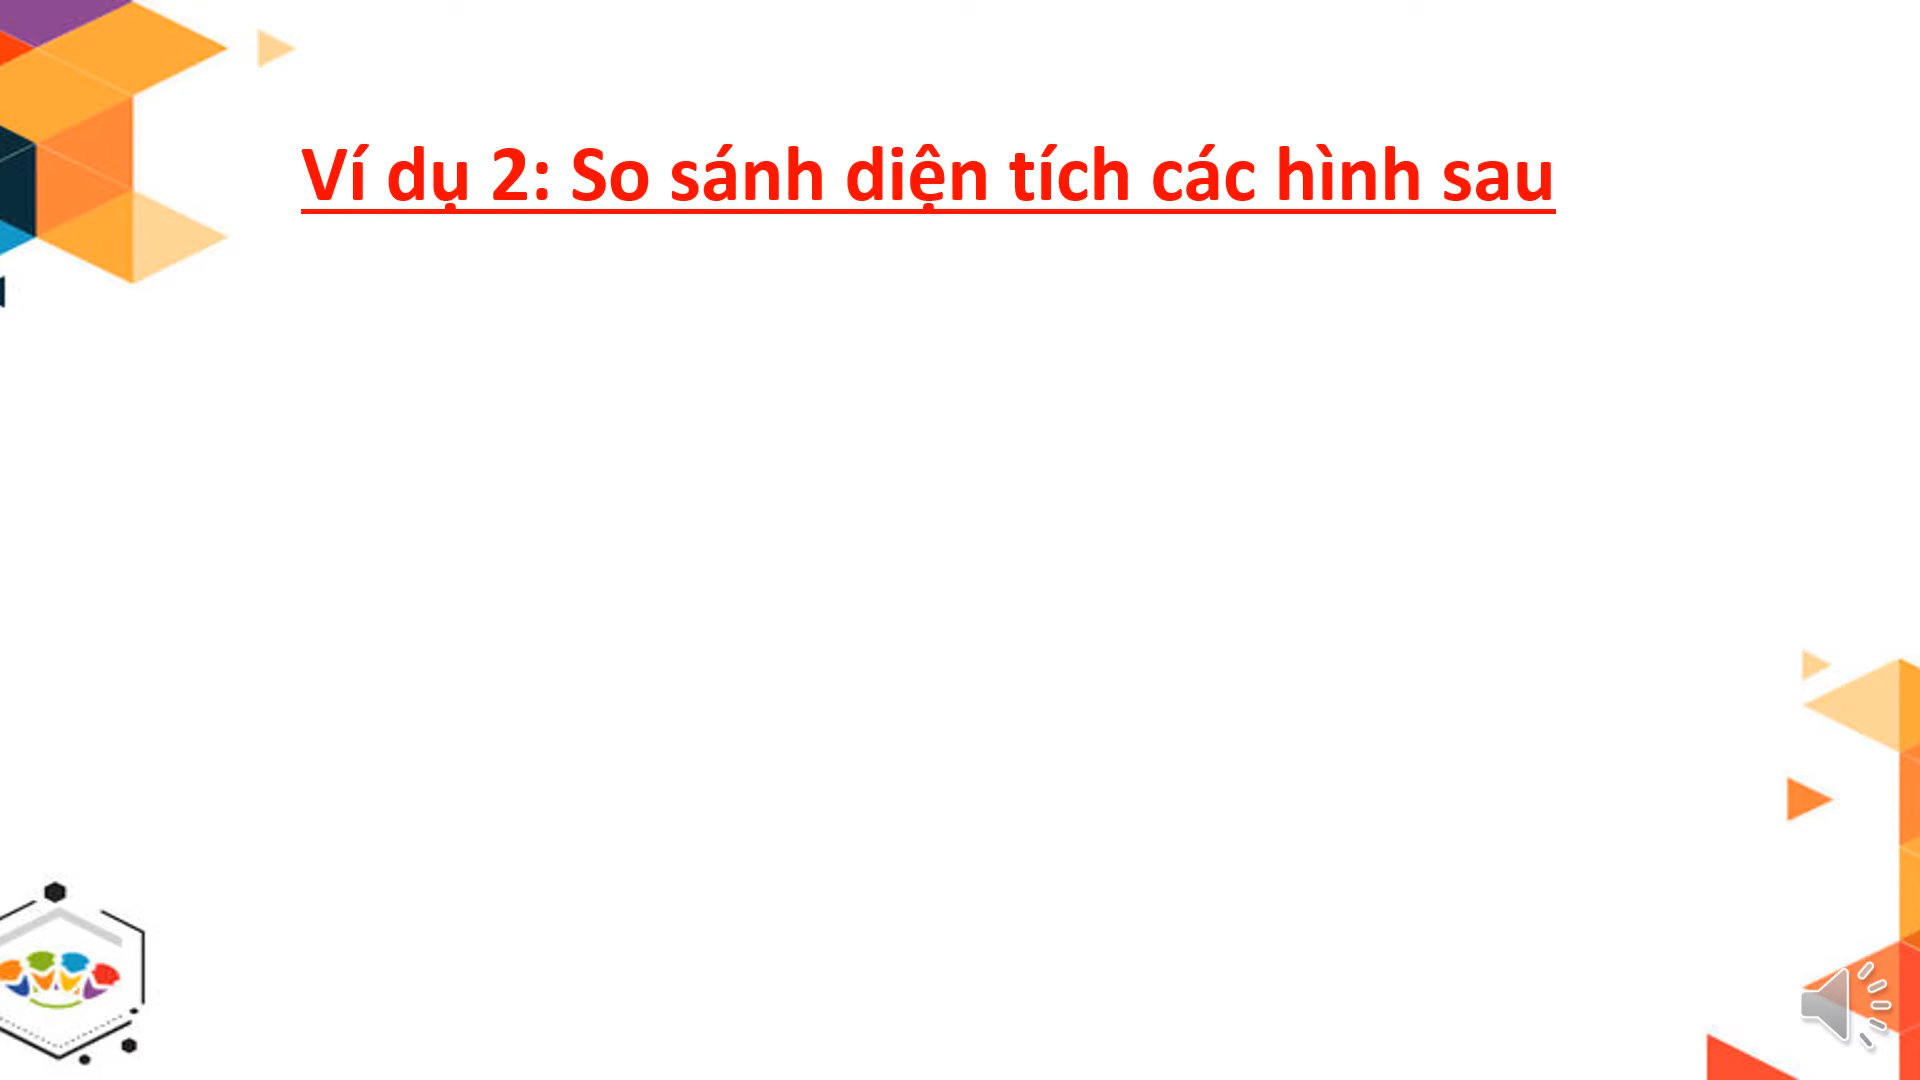 Ví dụ 2: So sánh diện tích các hình sau